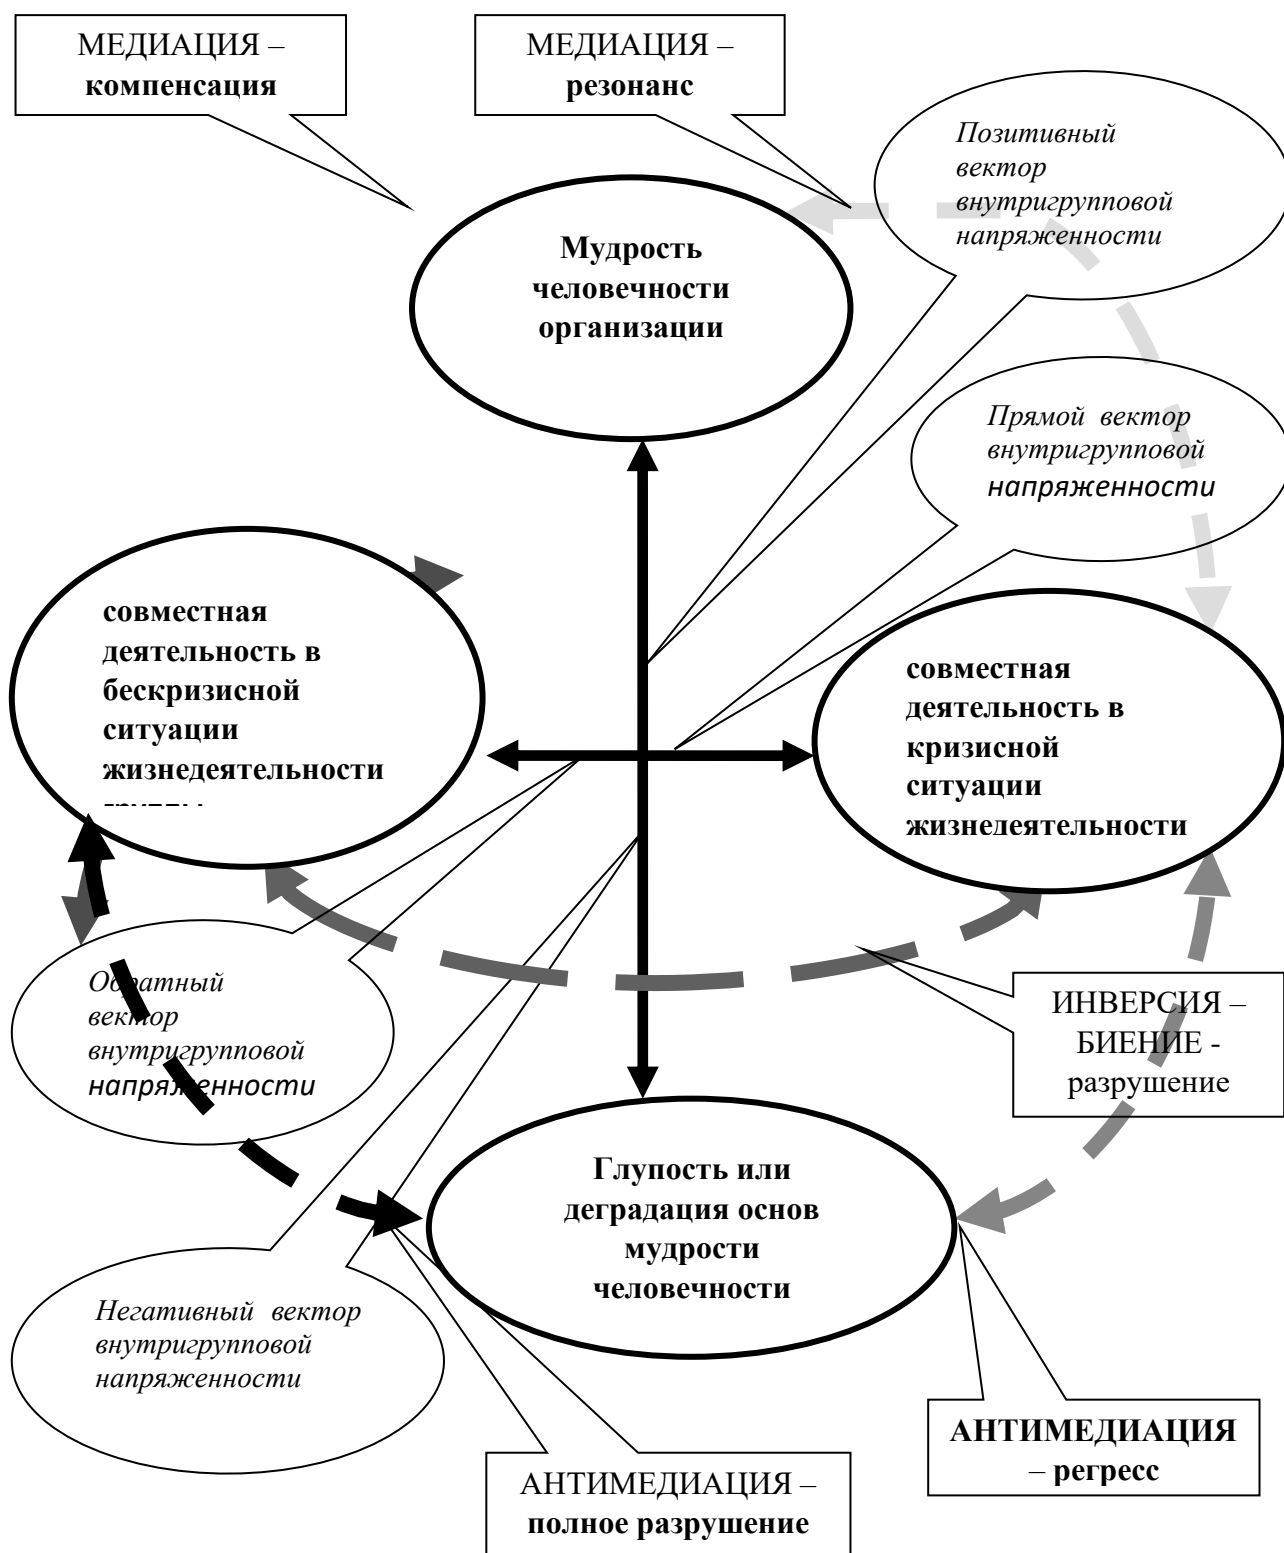 МЕДИАЦИЯ –
компенсация
МЕДИАЦИЯ –
резонанс
Позитивный
вектор
внутригрупповой
напряженности
Мудрость
человечности
организации
Прямой вектор
внутригрупповой
напряженности
совместная
деятельность в
бескризисной
ситуации
жизнедеятельности
совместная
деятельность в
кризисной
ситуации
жизнедеятельности
Обратный
вектор
внутригрупповой
напряженности
ИНВЕРСИЯ –
БИЕНИЕ -
разрушение
Глупость или
деградация основ
мудрости
человечности
Негативный вектор
внутригрупповой
напряженности
АНТИМЕДИАЦИЯ
– регресс
АНТИМЕДИАЦИЯ –
полное разрушение